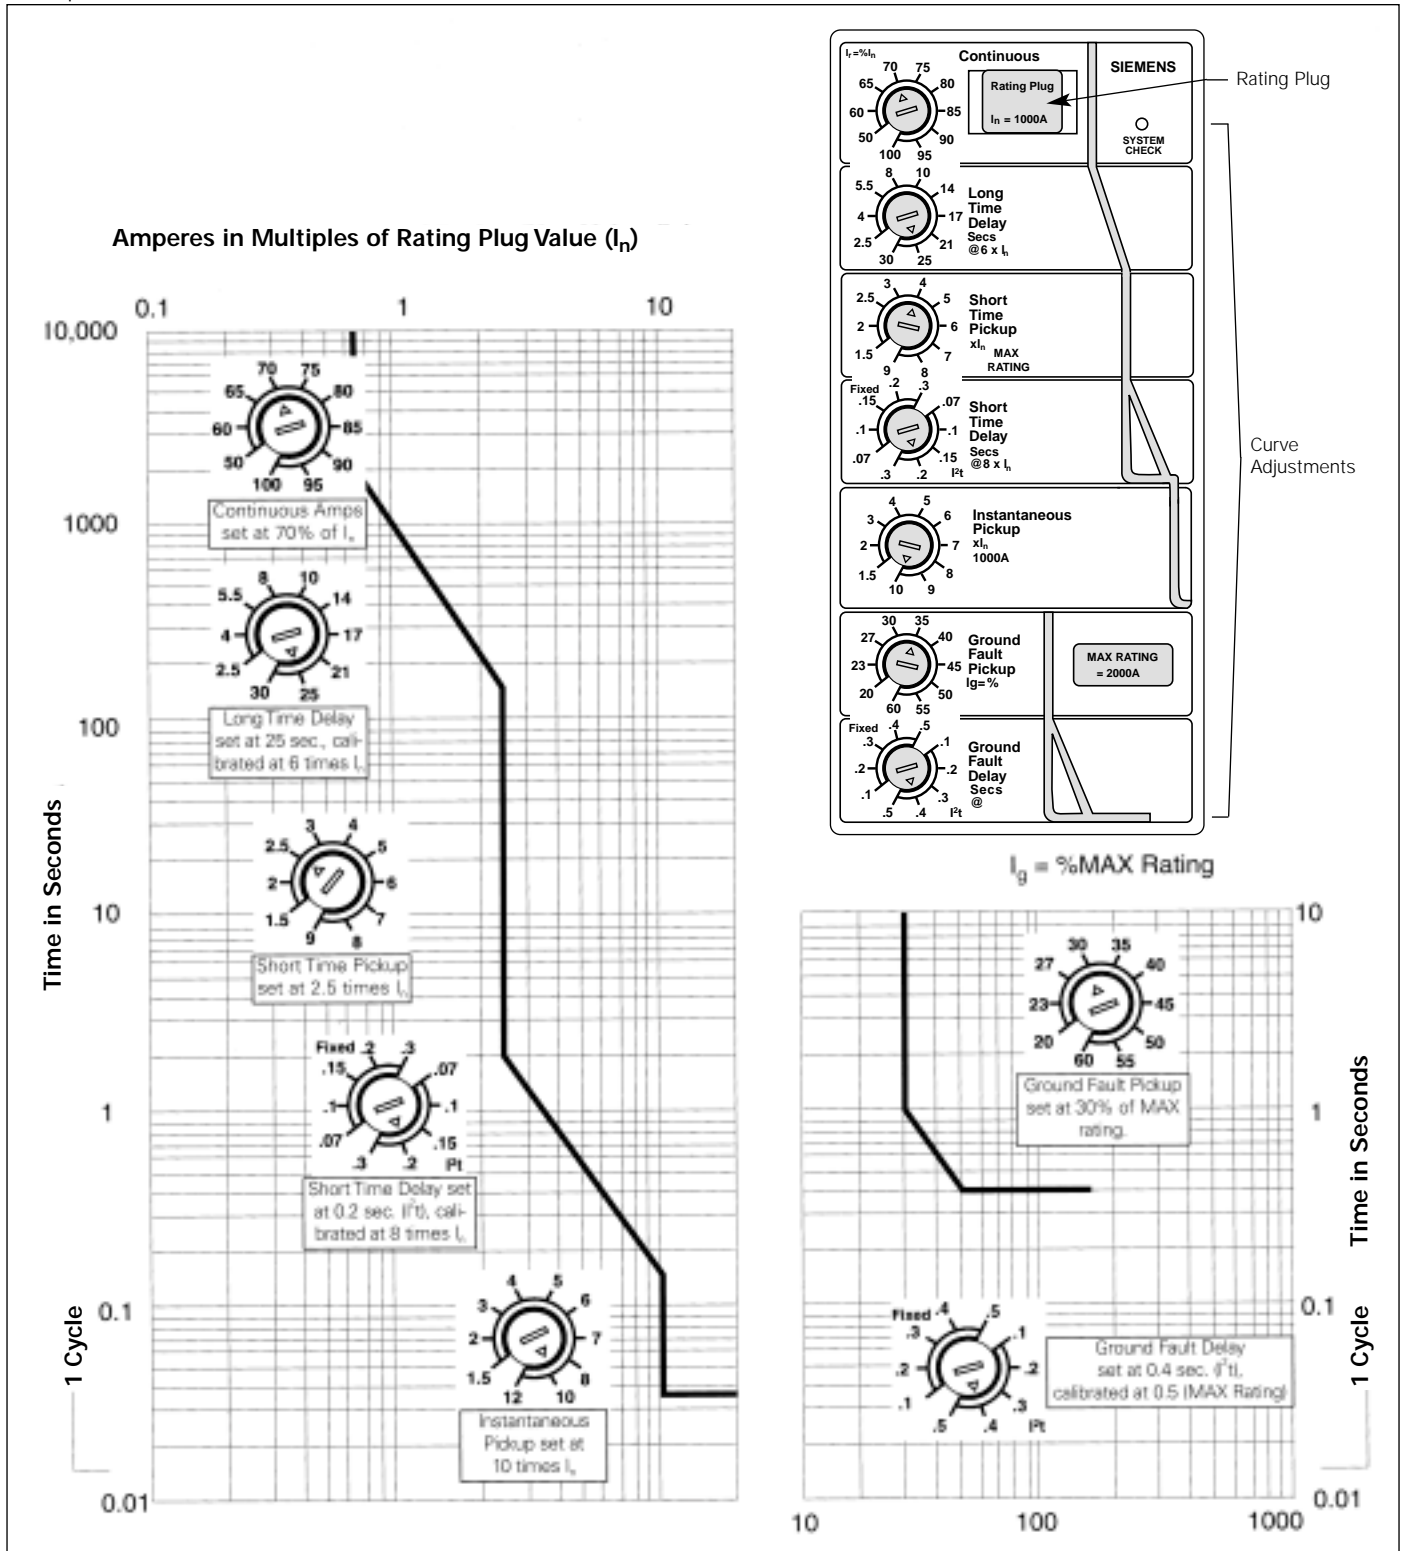 Amperes in Multiples of Rating Plug Value (In)
0.1
1
10
10,000
1000
100
10
1
0.1
0.01
Time in Seconds
1 Cycle
70 75
65 80
60 85
50 90
100 95
Continuous Amps
set at 70% of In
8 10
5.5 14
4 17
2.5 21
30 25
Long Time Delay
set at 25 sec., cali-
brated at 6 times In
3 4
2.5 5
2 6
1.5 7
9 8
Short Time Pickup
set at 2.5 times In
Fixed .2 .3
.15 .07
.1 .1
.07 .15
.3 .2 I²t
Short Time Delay set
at 0.2 sec. (I²t), cali-
brated at 8 times In
4 5
3 6
2 7
1.5 8
12 10
Instantaneous
Pickup set at
10 times In
Ir =%In
Continuous
70 75
65 80
60 85
50 90
100 95
Rating Plug
In = 1000A
SIEMENS
SYSTEM
CHECK
Rating Plug
8 10
5.5 14
4 17
2.5 21
30 25
Long
Time
Delay
Secs
@6 x In
3 4
2.5 5
2 6
1.5 7
9 8
Short
Time
Pickup
xIn
MAX
RATING
Fixed .2 .3
.15 .07
.1 .1
.07 .15
.3 .2 I²t
Short
Time
Delay
Secs
@8 x In
Curve
Adjustments
4 5
3 6
2 7
1.5 8
10 9
Instantaneous
Pickup
xIn
1000A
30 35
27 40
23 45
20 50
60 55
Ground
Fault
Pickup
Ig=%
MAX RATING
= 2000A
Fixed .4 .5
.3 .1
.2 .2
.1 .3
.5 .4 I²t
Ground
Fault
Delay
Secs
@
Ig = %MAX Rating
10
1
0.1
0.01
Time in Seconds
1 Cycle
30 35
27 40
23 45
20 50
60 55
Ground Fault Pickup
set at 30% of MAX
rating.
Fixed .4 .5
.3 .1
.2 .2
.1 .3
.5 .4 I²t
Ground Fault Delay
set at 0.4 sec. (I²t),
calibrated at 0.5 (MAX Rating)
10
100
1000